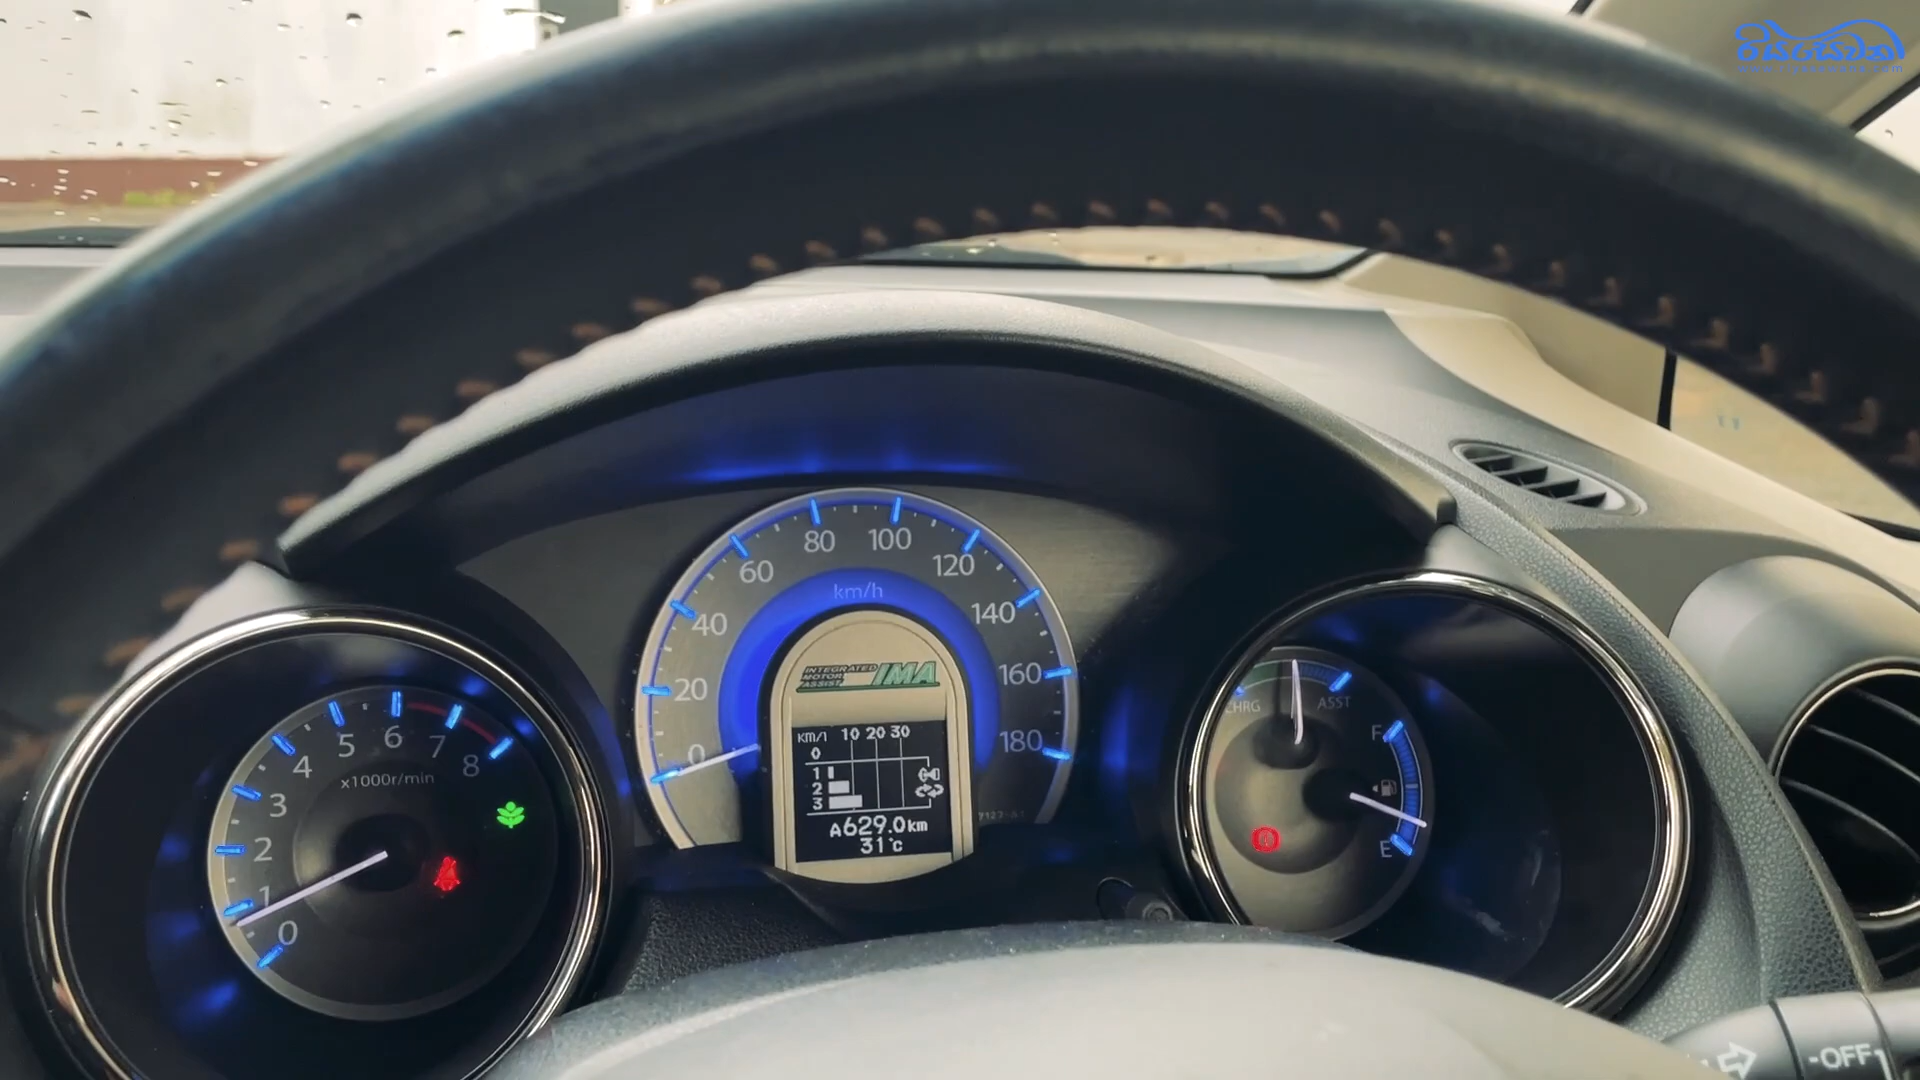 රියසෙවන
80
100
60
120
km/h
40
140
INTEGRATED
MOTOR
ASSIST
IMA
20
160
0
180
KM/l 10 20 30
0
1
2
3
A629.0km
31°c
5 6 7
4 8
x1000r/min
3
2
1
0
CHRG ASST
F
E
-OFF